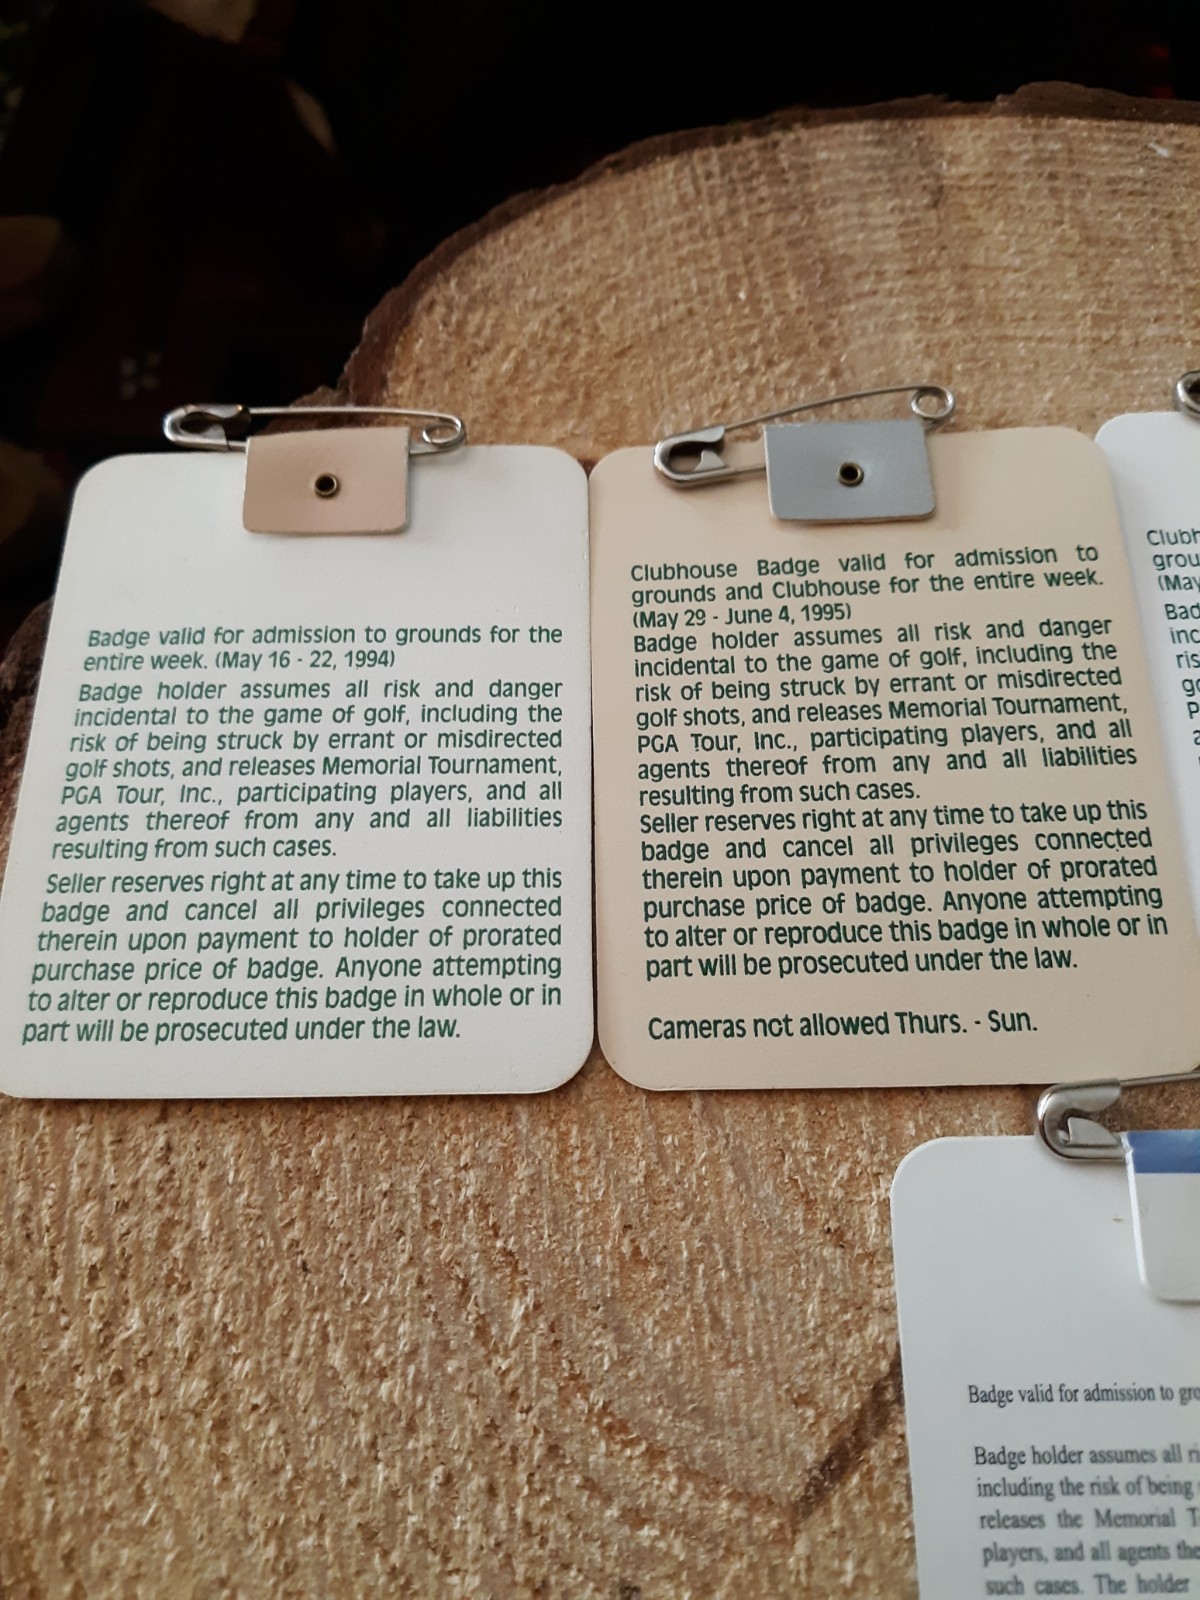 Badge valid for admission to grounds for the
entire week. (May 16 - 22, 1994)
Badge holder assumes all risk and danger
incidental to the game of golf, including the
risk of being struck by errant or misdirected
golf shots, and releases Memorial Tournament,
PGA Tour, Inc., participating players, and all
agents thereof from any and all liabilities
resulting from such cases.
Seller reserves right at any time to take up this
badge and cancel all privileges connected
therein upon payment to holder of prorated
purchase price of badge. Anyone attempting
to alter or reproduce this badge in whole or in
part will be prosecuted under the law.
Clubhouse Badge valid for admission to
grounds and Clubhouse for the entire week.
(May 29 - June 4, 1995)
Badge holder assumes all risk and danger
incidental to the game of golf, including the
risk of being struck by errant or misdirected
golf shots, and releases Memorial Tournament,
PGA Tour, Inc., participating players, and all
agents thereof from any and all liabilities
resulting from such cases.
Seller reserves right at any time to take up this
badge and cancel all privileges connected
therein upon payment to holder of prorated
purchase price of badge. Anyone attempting
to alter or reproduce this badge in whole or in
part will be prosecuted under the law.
Cameras not allowed Thurs. - Sun.
(May
Badge valid for admission to
Badge holder assumes all
including the risk of being
releases the Memorial
players, and all agents
such cases. The holder